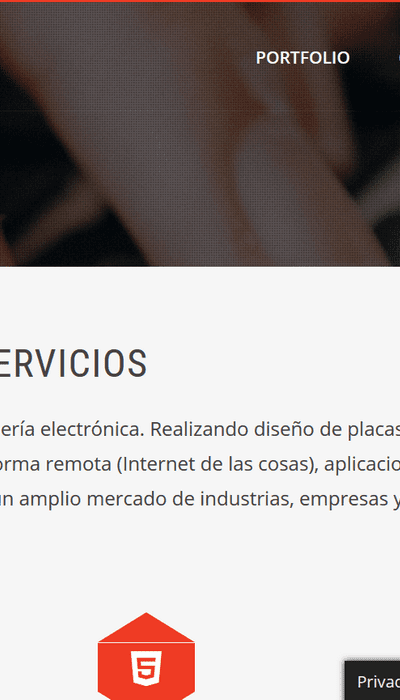 PORTFOLIO
ERVICIOS
ería electrónica. Realizando diseño de placas
orma remota (Internet de las cosas), aplicacio
un amplio mercado de industrias, empresas y
5
Privac